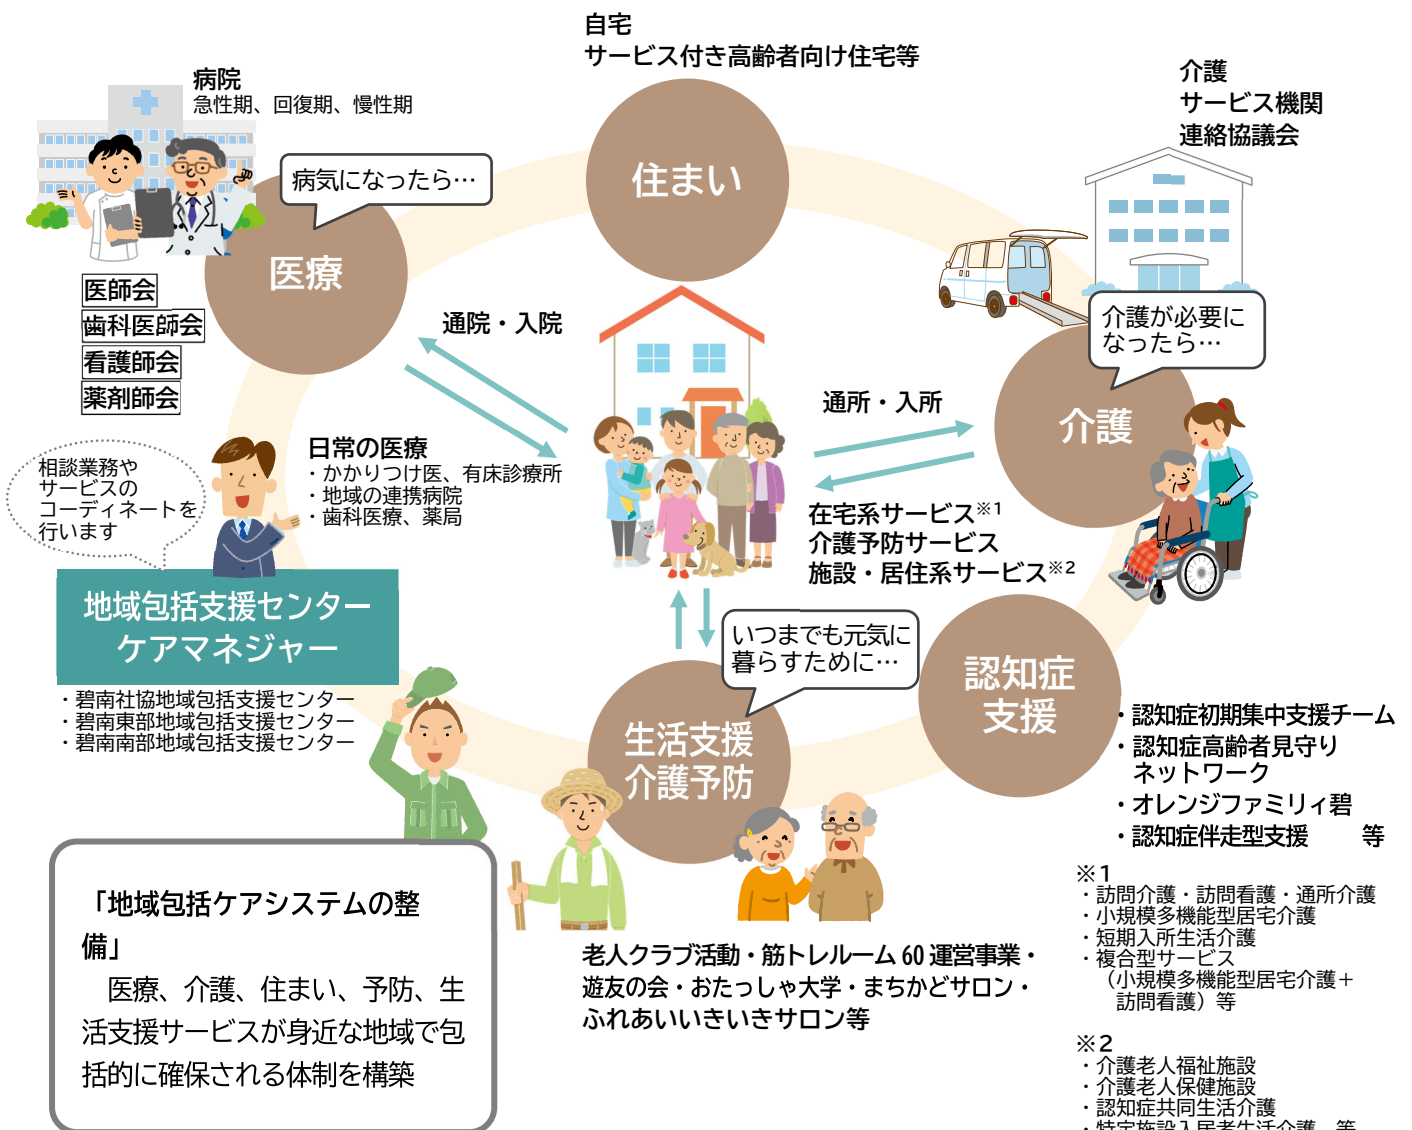 自宅
サービス付き高齢者向け住宅等
病院
急性期、回復期、慢性期
介護
サービス機関
連絡協議会
病気になったら…
住まい
医療
医師会
歯科医師会
看護師会
薬剤師会
通院・入院
介護が必要に
なったら…
通所・入所
介護
日常の医療
・かかりつけ医、有床診療所
・地域の連携病院
・歯科医療、薬局
相談業務や
サービスの
コーディネートを
行います
在宅系サービス※1
介護予防サービス
施設・居住系サービス※2
地域包括支援センター
ケアマネジャー
・碧南社協地域包括支援センター
・碧南東部地域包括支援センター
・碧南南部地域包括支援センター
いつまでも元気に
暮らすために…
生活支援
介護予防
認知症
支援
・認知症初期集中支援チーム
・認知症高齢者見守り
ネットワーク
・オレンジファミリィ碧
・認知症伴走型支援　　等
「地域包括ケアシステムの整
備」
　医療、介護、住まい、予防、生
活支援サービスが身近な地域で包
括的に確保される体制を構築
老人クラブ活動・筋トレルーム 60 運営事業・
遊友の会・おたっしゃ大学・まちかどサロン・
ふれあいいきいきサロン等
※1
・訪問介護・訪問看護・通所介護
・小規模多機能型居宅介護
・短期入所生活介護
・複合型サービス
（小規模多機能型居宅介護＋
訪問看護）等
※2
・介護老人福祉施設
・介護老人保健施設
・認知症共同生活介護
・特定施設入居者生活介護　等